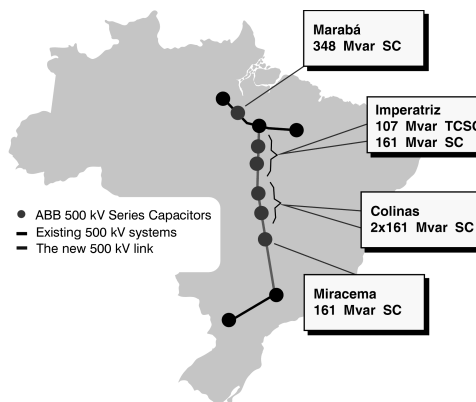 Marabá
348 Mvar SC
Imperatriz
107 Mvar TCSC
161 Mvar SC
Colinas
2x161 Mvar SC
Miracema
161 Mvar SC
ABB 500 kV Series Capacitors
Existing 500 kV systems
The new 500 kV link